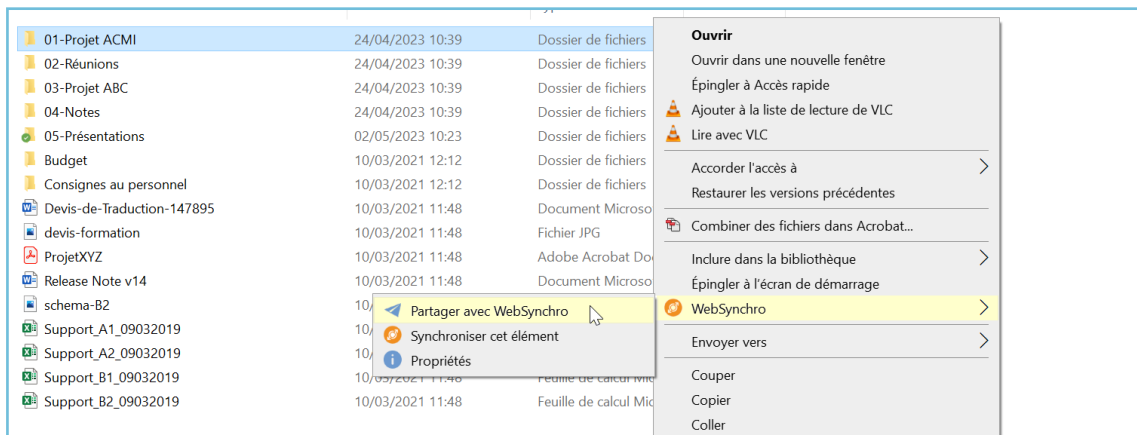 01-Projet ACMI 24/04/2023 10:39 Dossier de fichiers
02-Réunions 24/04/2023 10:39 Dossier de fichiers
03-Projet ABC 24/04/2023 10:39 Dossier de fichiers
04-Notes 24/04/2023 10:39 Dossier de fichiers
05-Présentations 02/05/2023 10:23 Dossier de fichiers
Budget 10/03/2021 12:12 Dossier de fichiers
Consignes au personnel 10/03/2021 12:12 Dossier de fichiers
Devis-de-Traduction-147895 10/03/2021 11:48 Document Microso
devis-formation 10/03/2021 11:48 Fichier JPG
ProjetXYZ 10/03/2021 11:48 Adobe Acrobat Do
Release Note v14 10/03/2021 11:48 Document Microso
schema-B2 10/
Support_A1_09032019 10/
Support_A2_09032019 10/
Support_B1_09032019 10/03/2021 11:48 Feuille de calcul Mic
Support_B2_09032019 10/03/2021 11:48 Feuille de calcul Mic
Partager avec WebSynchro
Synchroniser cet élément
Propriétés
Ouvrir
Ouvrir dans une nouvelle fenêtre
Épingler à Accès rapide
Ajouter à la liste de lecture de VLC
Lire avec VLC
Accorder l'accès à
Restaurer les versions précédentes
Combiner des fichiers dans Acrobat...
Inclure dans la bibliothèque
Épingler à l'écran de démarrage
WebSynchro
Envoyer vers
Couper
Copier
Coller